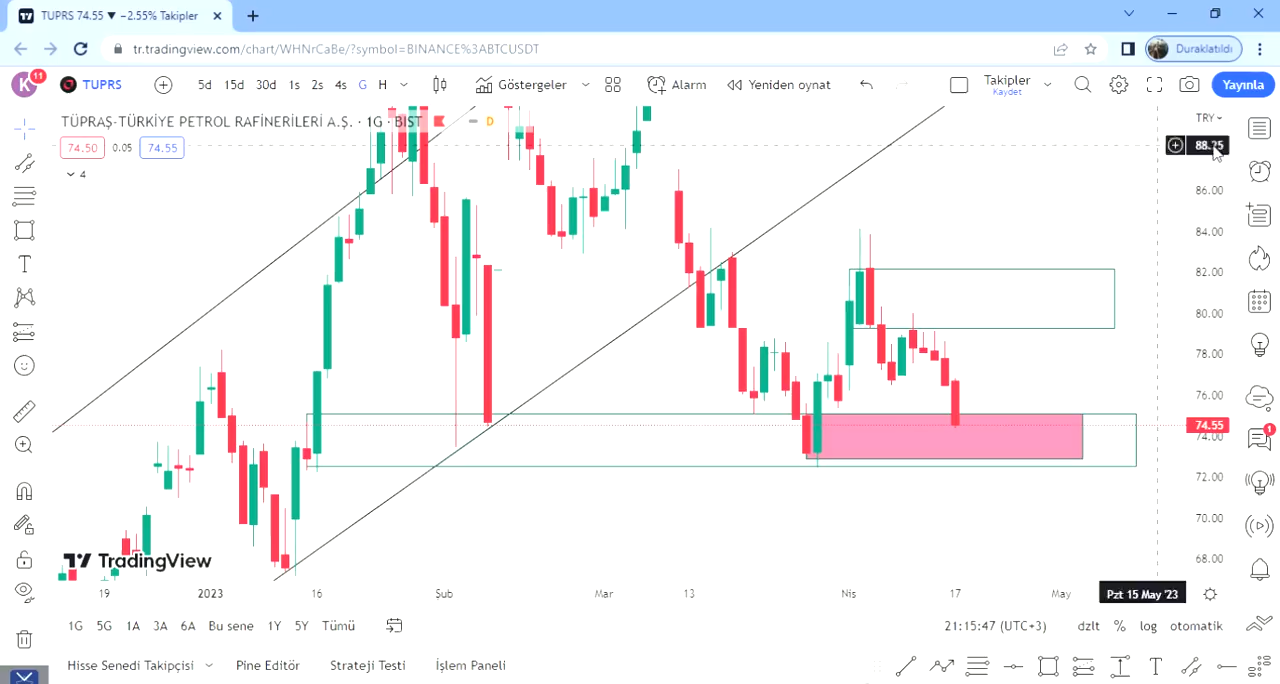 TUPRS 74.55 ▼ −2.55% Takipler
tr.tradingview.com/chart/WHNrCaBe/?symbol=BINANCE%3ABTCUSDT
Duraklatıldı
K 11
TUPRS 5d 15d 30d 1s 2s 4s G H Göstergeler Alarm Yeniden oynat Takipler Kaydet Yayınla
TÜPRAŞ-TÜRKİYE PETROL RAFİNERİLERİ A.Ş. · 1G · BIST D
TRY
74.50 0.05 74.55
4
88.25
86.00
84.00
82.00
80.00
78.00
76.00
74.55
74.00
72.00
70.00
68.00
1
TradingView
19 2023 16 Şub Mar 13 Nis 17 May Pzt 15 May '23
1G 5G 1A 3A 6A Bu sene 1Y 5Y Tümü 21:15:47 (UTC+3) dzlt % log otomatik
Hisse Senedi Takipçisi Pine Editör Strateji Testi İşlem Paneli